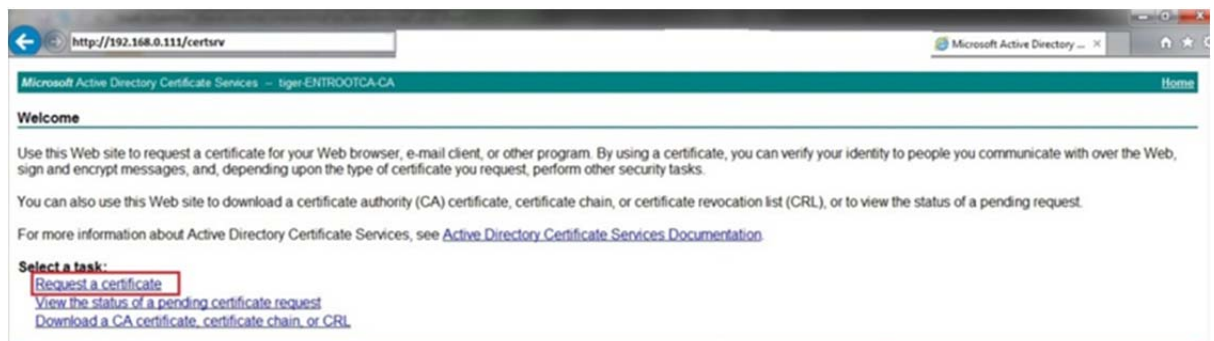 http://192.168.0.111/certsrv
Microsoft Active Directory ...
Microsoft Active Directory Certificate Services -- tiger-ENTROOTCA-CA
Home
Welcome
Use this Web site to request a certificate for your Web browser, e-mail client, or other program. By using a certificate, you can verify your identity to people you communicate with over the Web,
sign and encrypt messages, and, depending upon the type of certificate you request, perform other security tasks.
You can also use this Web site to download a certificate authority (CA) certificate, certificate chain, or certificate revocation list (CRL), or to view the status of a pending request.
For more information about Active Directory Certificate Services, see Active Directory Certificate Services Documentation.
Select a task:
Request a certificate
View the status of a pending certificate request
Download a CA certificate, certificate chain, or CRL